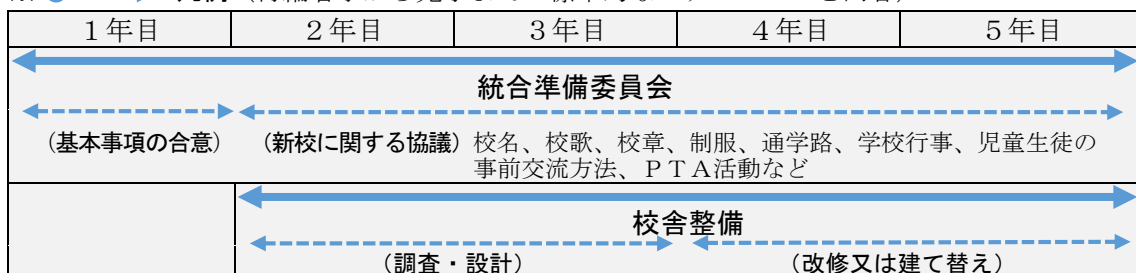 １年目 ２年目 ３年目 ４年目 ５年目
統合準備委員会
(基本事項の合意) (新校に関する協議) 校名、校歌、校章、制服、通学路、学校行事、児童生徒の
事前交流方法、ＰＴＡ活動など
校舎整備
(調査・設計) (改修又は建て替え)